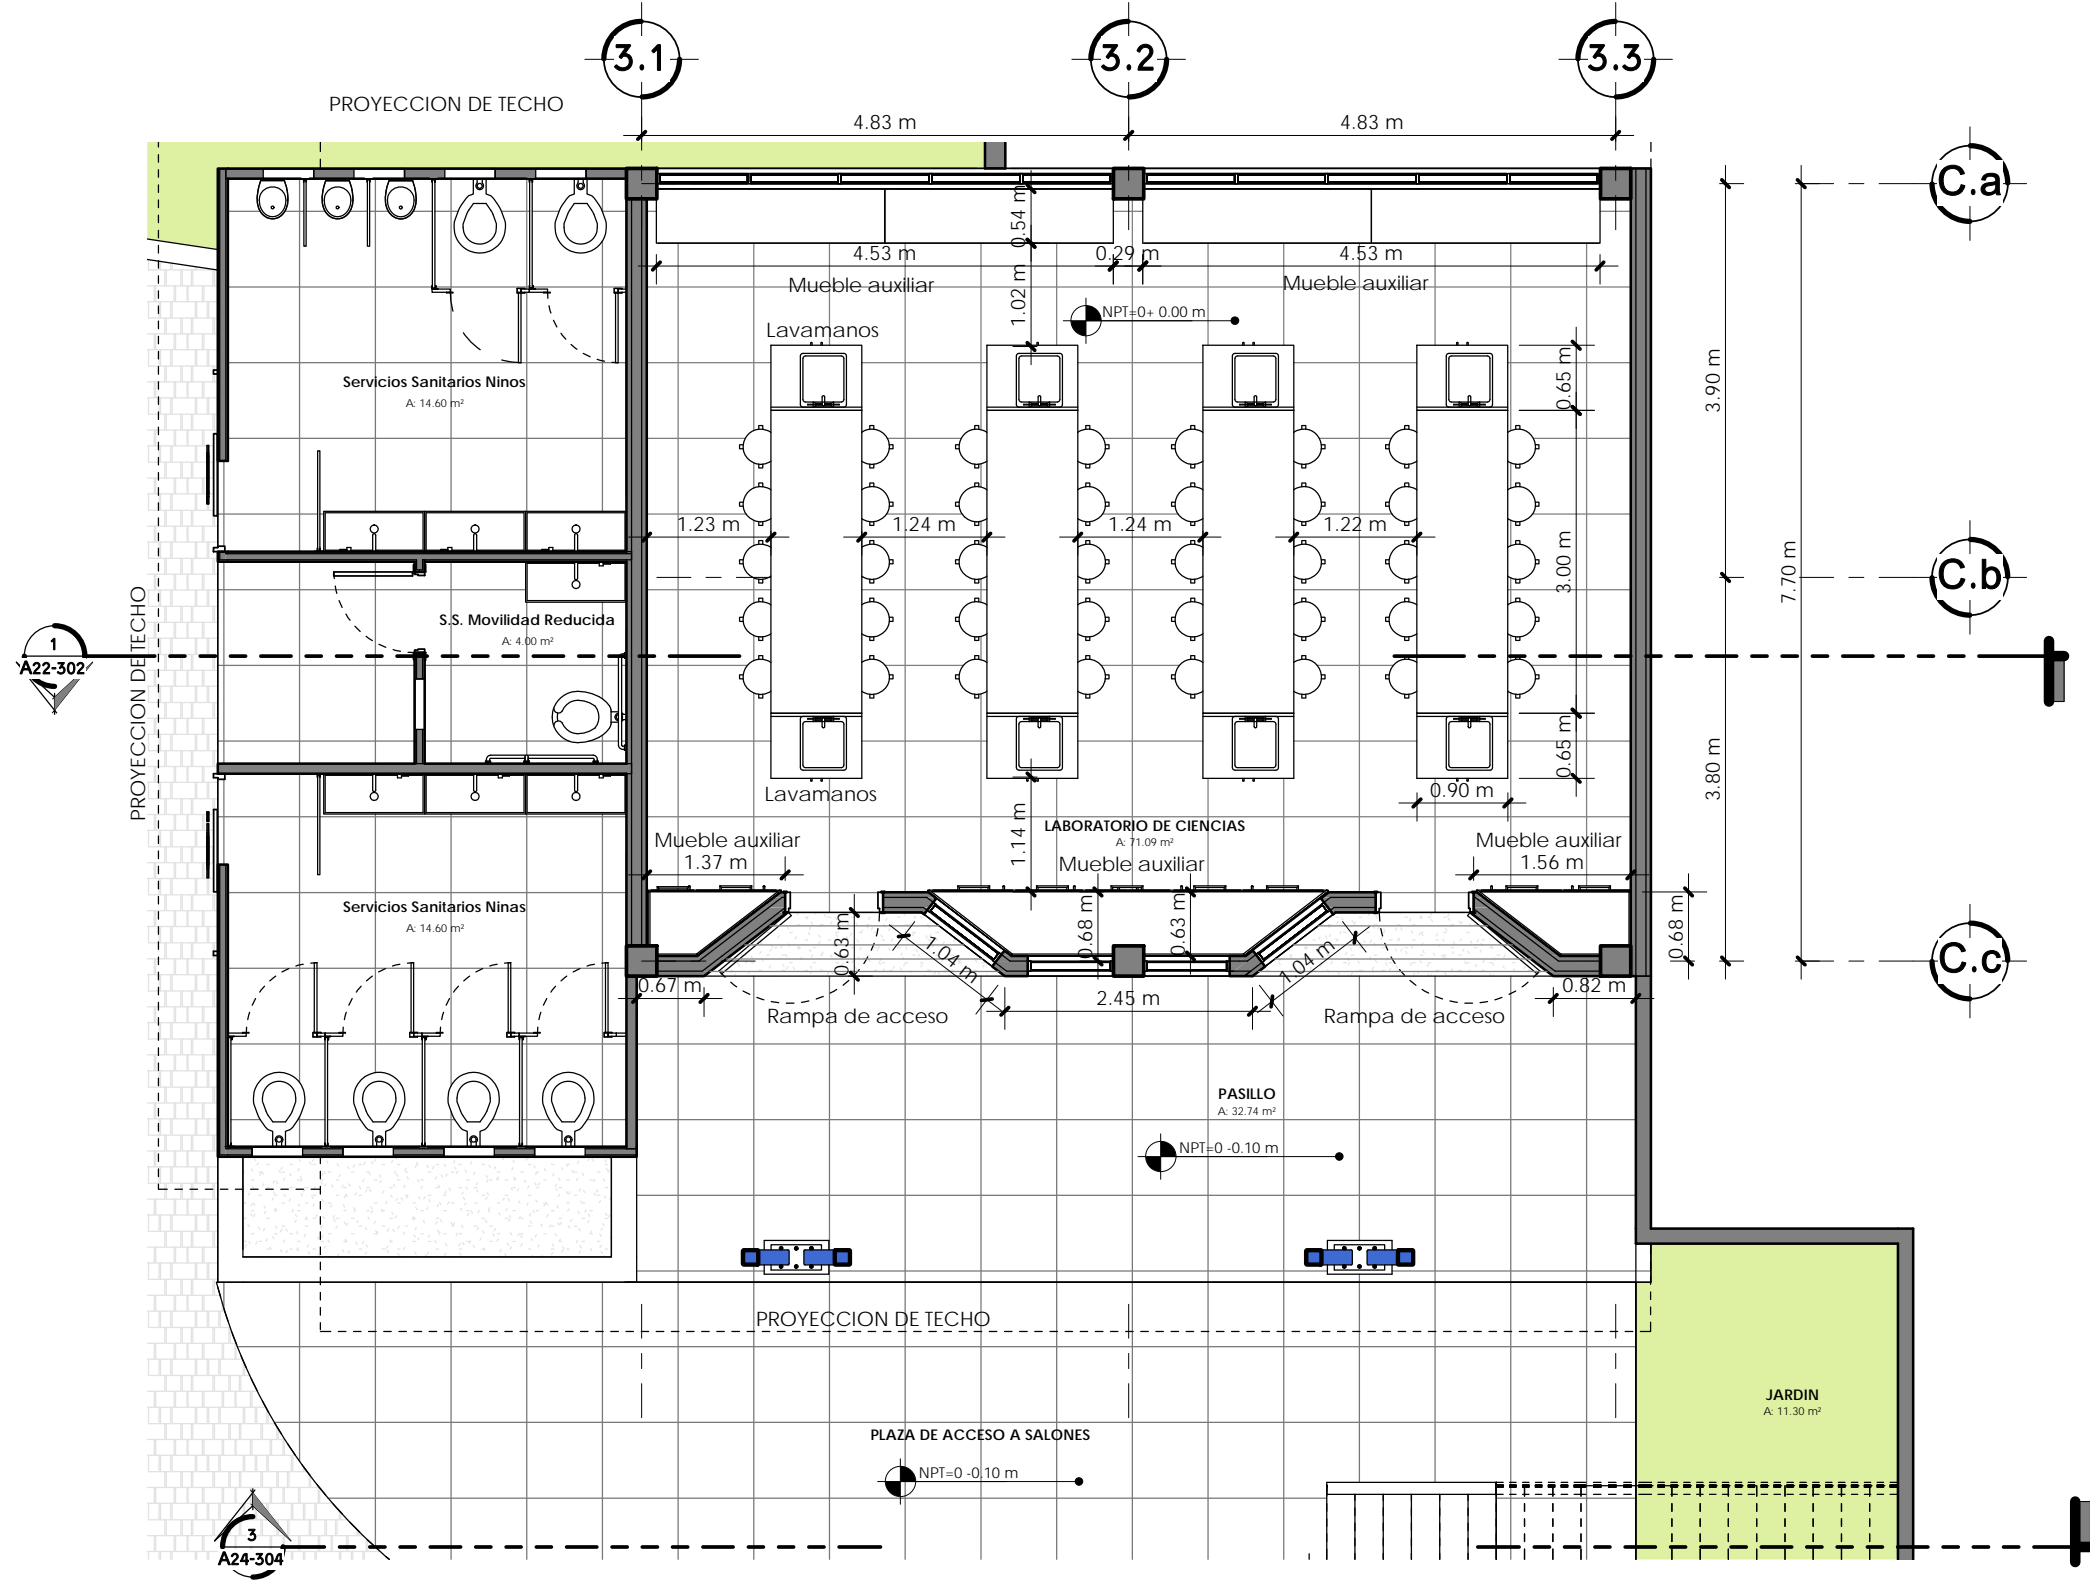 3.1
3.2
3.3
PROYECCION DE TECHO
4.83 m
4.83 m
C.a
0.54 m
4.53 m
0.29 m
4.53 m
Mueble auxiliar
Mueble auxiliar
1.02 m
NPT=0+ 0.00 m
Lavamanos
Servicios Sanitarios Ninos
A: 14.60 m²
0.65 m
3.90 m
1.23 m
1.24 m
1.24 m
1.22 m
3.00 m
7.70 m
C.b
S.S. Movilidad Reducida
A: 4.00 m²
1
A22-302
PROYECCION DE TECHO
0.65 m
3.80 m
Lavamanos
0.90 m
LABORATORIO DE CIENCIAS
A: 71.09 m²
1.14 m
Mueble auxiliar
1.37 m
Mueble auxiliar
Mueble auxiliar
1.56 m
Servicios Sanitarios Ninas
A: 14.60 m²
0.63 m
1.04 m
0.68 m
0.63 m
1.04 m
0.68 m
C.c
0.67 m
2.45 m
0.82 m
Rampa de acceso
Rampa de acceso
PASILLO
A: 32.74 m²
NPT=0 -0.10 m
PROYECCION DE TECHO
JARDIN
A: 11.30 m²
PLAZA DE ACCESO A SALONES
NPT=0 -0.10 m
3
A24-304